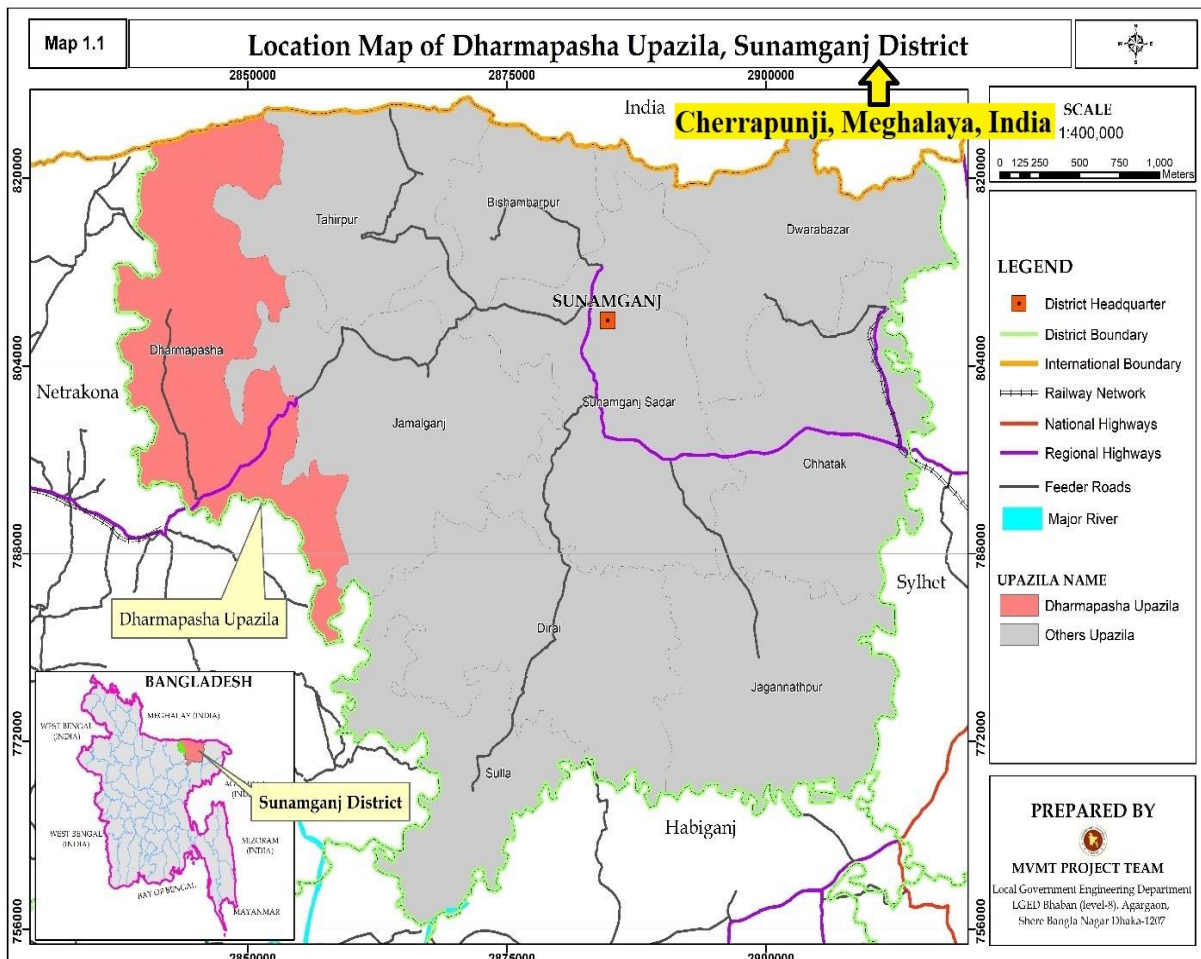 Map 1.1
Location Map of Dharmapasha Upazila, Sunamganj District
2850000
2875000
2900000
India
Cherrapunji, Meghalaya, India
SCALE
1:400,000
0 125 250 500 750 1,000
Meters
820000
820000
Tahirpur
Bishambarpur
Dwarabazar
LEGEND
SUNAMGANJ
District Headquarter
District Boundary
Dharmapasha
International Boundary
804000
804000
Netrakona
Railway Network
Sunamganj Sadar
Jamalganj
National Highways
Regional Highways
Chhatak
Feeder Roads
Major River
788000
788000
Sylhet
UPAZILA NAME
Dharmapasha Upazila
Dharmapasha Upazila
Others Upazila
Dirai
Jagannathpur
BANGLADESH
MEGHALAY (INDIA)
WEST BENGAL
(INDIA)
772000
772000
Sulla
Sunamganj District
Habiganj
WEST BENGAL
(INDIA)
MIZORAM
(INDIA)
BAY OF BENGAL
MAYANMAR
PREPARED BY
MVMT PROJECT TEAM
Local Government Engineering Department
LGED Bhaban (level-8), Agargaon,
Shere Bangla Nagar Dhaka-1207
756000
756000
2850000
2875000
2900000